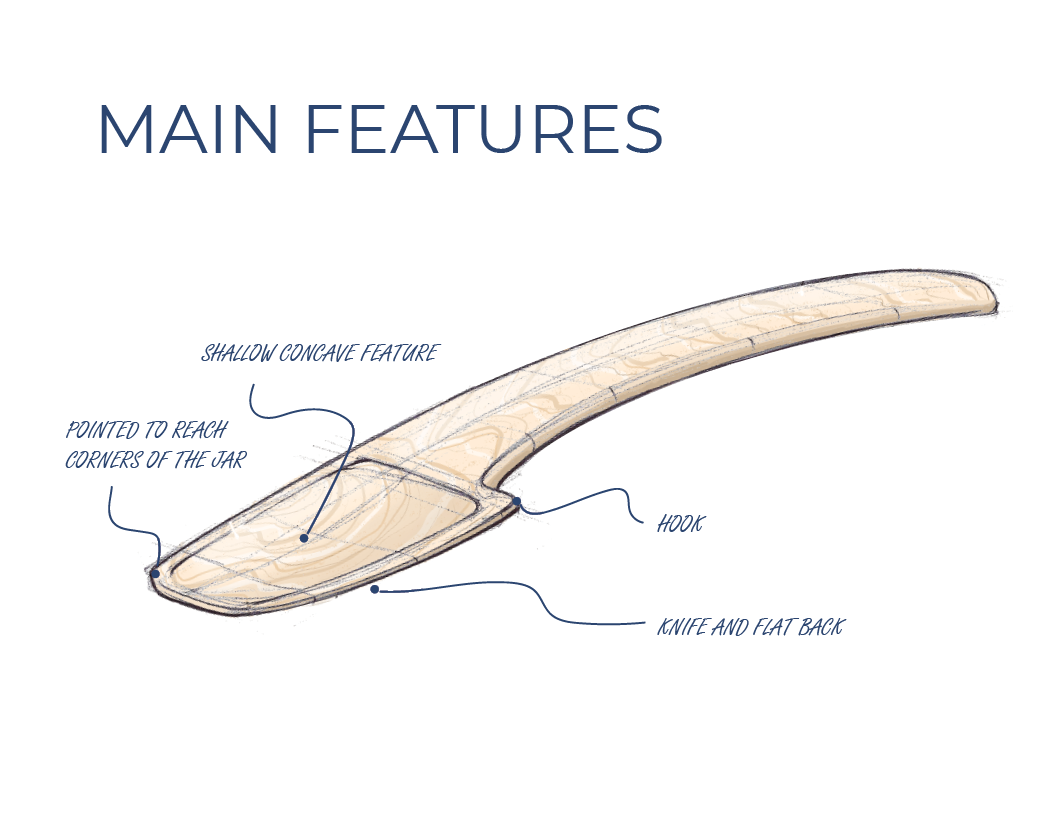 MAIN FEATURES
SHALLOW CONCAVE FEATURE
POINTED TO REACH
CORNERS OF THE JAR
HOOK
KNIFE AND FLAT BACK